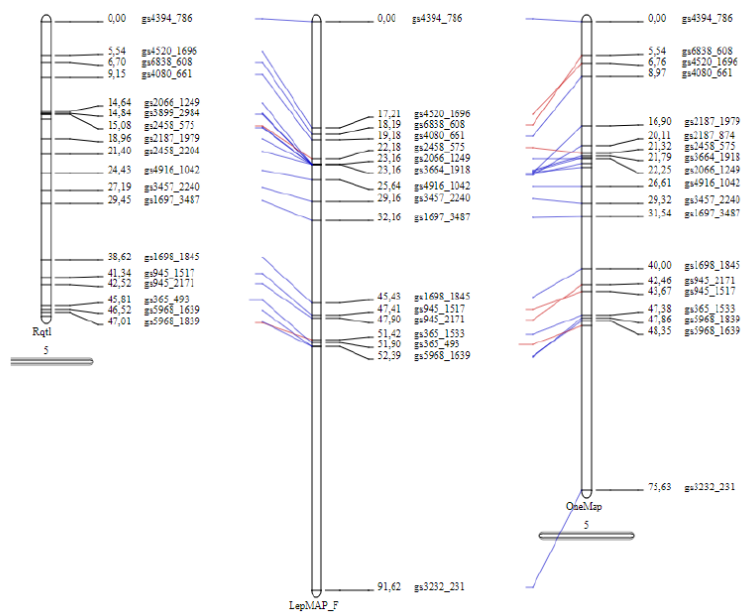 0,00 gs4394_786
5,54 gs4520_1696
6,70 gs6838_608
9,15 gs4080_661
14,64 gs2066_1249
14,84 gs3899_2984
15,08 gs2458_575
18,96 gs2187_1979
21,40 gs2458_2204
24,43 gs4916_1042
27,19 gs3457_2240
29,45 gs1697_3487
38,62 gs1698_1845
41,34 gs945_1517
42,52 gs945_2171
45,81 gs365_493
46,52 gs5968_1639
47,01 gs5968_1839
Rqtl
5
0,00 gs4394_786
17,21 gs4520_1696
18,19 gs6838_608
19,18 gs4080_661
22,18 gs2458_575
23,16 gs2066_1249
23,16 gs3664_1918
25,64 gs4916_1042
29,16 gs3457_2240
32,16 gs1697_3487
45,43 gs1698_1845
47,41 gs945_1517
47,90 gs945_2171
51,42 gs365_1533
51,90 gs365_493
52,39 gs5968_1639
91,62 gs3232_231
LepMAP_F
0,00 gs4394_786
5,54 gs6838_608
6,76 gs4520_1696
8,97 gs4080_661
16,90 gs2187_1979
20,11 gs2187_874
21,32 gs2458_575
21,79 gs3664_1918
22,25 gs2066_1249
26,61 gs4916_1042
29,32 gs3457_2240
31,54 gs1697_3487
40,00 gs1698_1845
42,46 gs945_2171
43,67 gs945_1517
47,38 gs365_1533
47,86 gs5968_1839
48,35 gs5968_1639
75,63 gs3232_231
OneMap
5